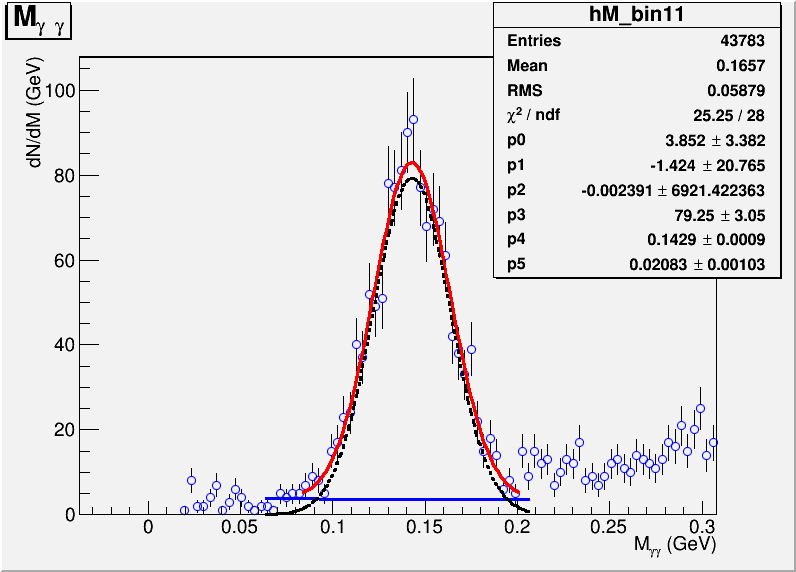 M γ γ
hM_bin11
Entries 43783
Mean 0.1657
RMS 0.05879
χ² / ndf 25.25 / 28
p0 3.852 ± 3.382
p1 -1.424 ± 20.765
p2 -0.002391 ± 6921.422363
p3 79.25 ± 3.05
p4 0.1429 ± 0.0009
p5 0.02083 ± 0.00103
dN/dM (GeV)
100
80
60
40
20
0
0 0.05 0.1 0.15 0.2 0.25 0.3
Mγγ (GeV)